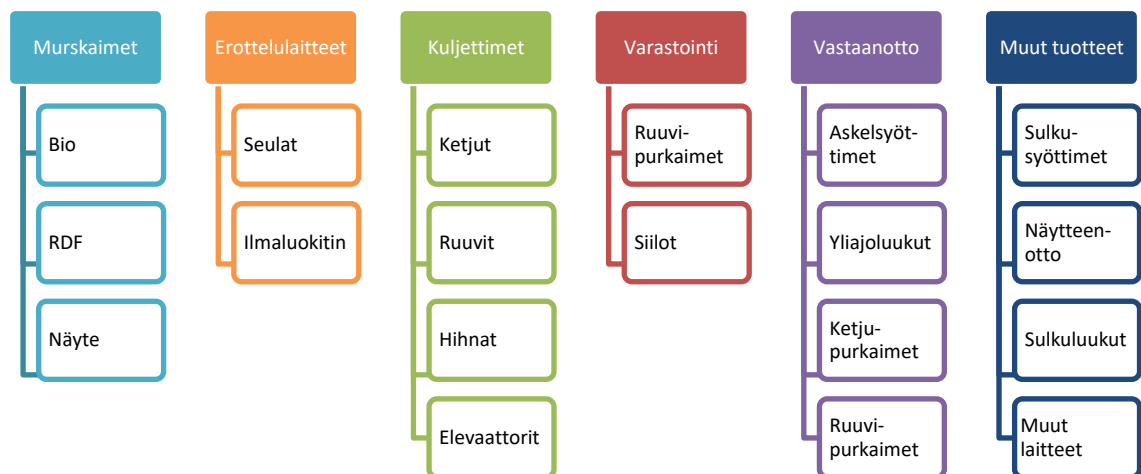 Murskaimet
Bio
RDF
Näyte
Erottelulaitteet
Seulat
Ilmaluokitin
Kuljettimet
Ketjut
Ruuvit
Hihnat
Elevaattorit
Varastointi
Ruuvi-
purkaimet
Siilot
Vastaanotto
Askelsyöt-
timet
Yliajoluukut
Ketju-
purkaimet
Ruuvi-
purkaimet
Muut tuotteet
Sulku-
syöttimet
Näytteen-
otto
Sulkuluukut
Muut
laitteet